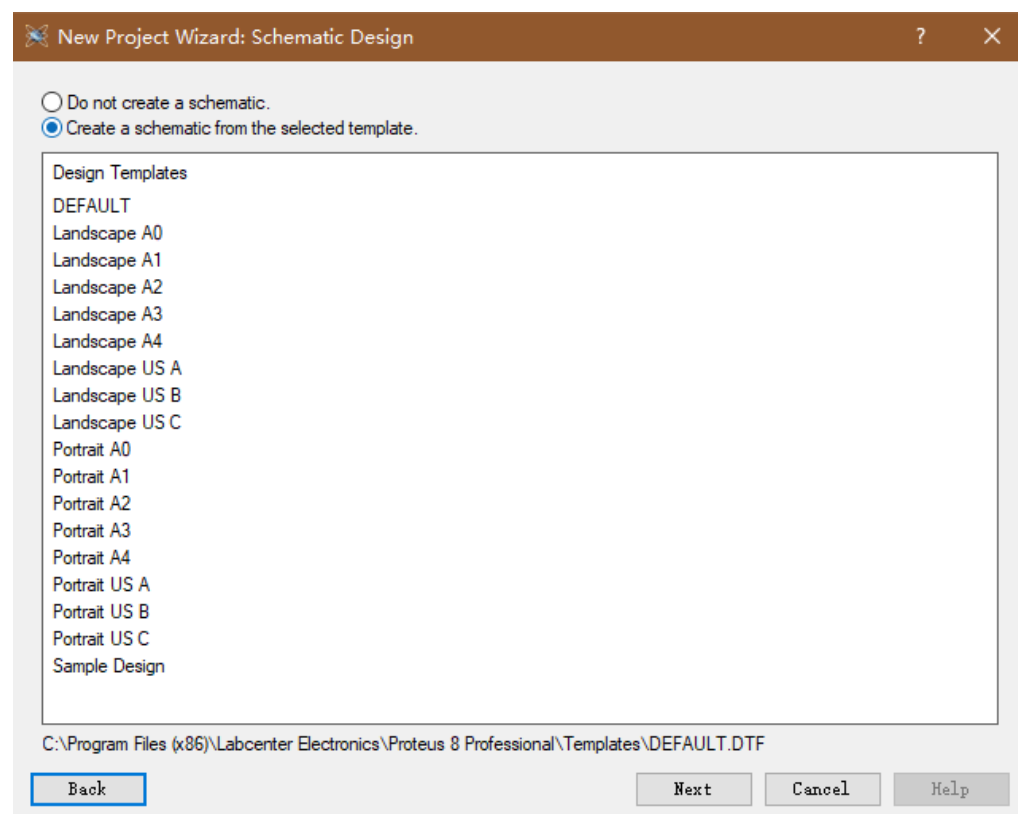 New Project Wizard: Schematic Design ? ×
Do not create a schematic.
Create a schematic from the selected template.
Design Templates
DEFAULT
Landscape A0
Landscape A1
Landscape A2
Landscape A3
Landscape A4
Landscape US A
Landscape US B
Landscape US C
Portrait A0
Portrait A1
Portrait A2
Portrait A3
Portrait A4
Portrait US A
Portrait US B
Portrait US C
Sample Design
C:\Program Files (x86)\Labcenter Electronics\Proteus 8 Professional\Templates\DEFAULT.DTF
Back Next Cancel Help